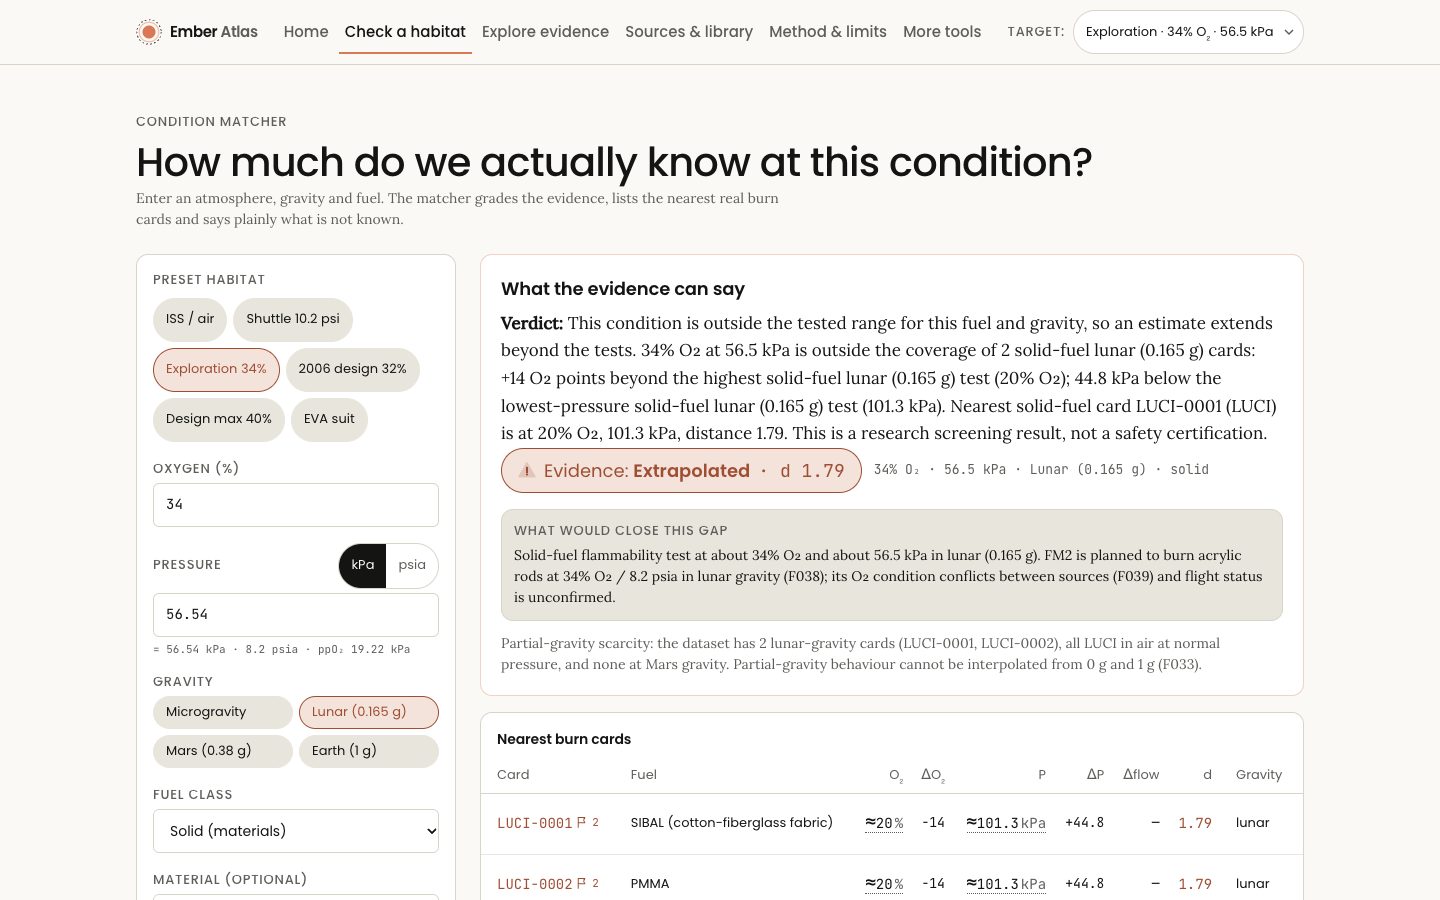 Ember Atlas
Home
Check a habitat
Explore evidence
Sources & library
Method & limits
More tools
TARGET:
Exploration · 34% O₂ · 56.5 kPa
CONDITION MATCHER
How much do we actually know at this condition?
Enter an atmosphere, gravity and fuel. The matcher grades the evidence, lists the nearest real burn
cards and says plainly what is not known.
PRESET HABITAT
ISS / air
Shuttle 10.2 psi
Exploration 34%
2006 design 32%
Design max 40%
EVA suit
OXYGEN (%)
34
PRESSURE
kPa
psia
56.54
= 56.54 kPa · 8.2 psia · ppO₂ 19.22 kPa
GRAVITY
Microgravity
Lunar (0.165 g)
Mars (0.38 g)
Earth (1 g)
FUEL CLASS
Solid (materials)
MATERIAL (OPTIONAL)
What the evidence can say
Verdict: This condition is outside the tested range for this fuel and gravity, so an estimate extends
beyond the tests. 34% O₂ at 56.5 kPa is outside the coverage of 2 solid-fuel lunar (0.165 g) cards:
+14 O₂ points beyond the highest solid-fuel lunar (0.165 g) test (20% O₂); 44.8 kPa below the
lowest-pressure solid-fuel lunar (0.165 g) test (101.3 kPa). Nearest solid-fuel card LUCI-0001 (LUCI)
is at 20% O₂, 101.3 kPa, distance 1.79. This is a research screening result, not a safety certification.
Evidence: Extrapolated · d 1.79
34% O₂ · 56.5 kPa · Lunar (0.165 g) · solid
WHAT WOULD CLOSE THIS GAP
Solid-fuel flammability test at about 34% O₂ and about 56.5 kPa in lunar (0.165 g). FM2 is planned to burn acrylic
rods at 34% O₂ / 8.2 psia in lunar gravity (F038); its O₂ condition conflicts between sources (F039) and flight status
is unconfirmed.
Partial-gravity scarcity: the dataset has 2 lunar-gravity cards (LUCI-0001, LUCI-0002), all LUCI in air at normal
pressure, and none at Mars gravity. Partial-gravity behaviour cannot be interpolated from 0 g and 1 g (F033).
Nearest burn cards
Card Fuel O₂ ΔO₂ P ΔP Δflow d Gravity
LUCI-0001 2 SIBAL (cotton-fiberglass fabric) ≈20% -14 ≈101.3 kPa +44.8 — 1.79 lunar
LUCI-0002 2 PMMA ≈20% -14 ≈101.3 kPa +44.8 — 1.79 lunar